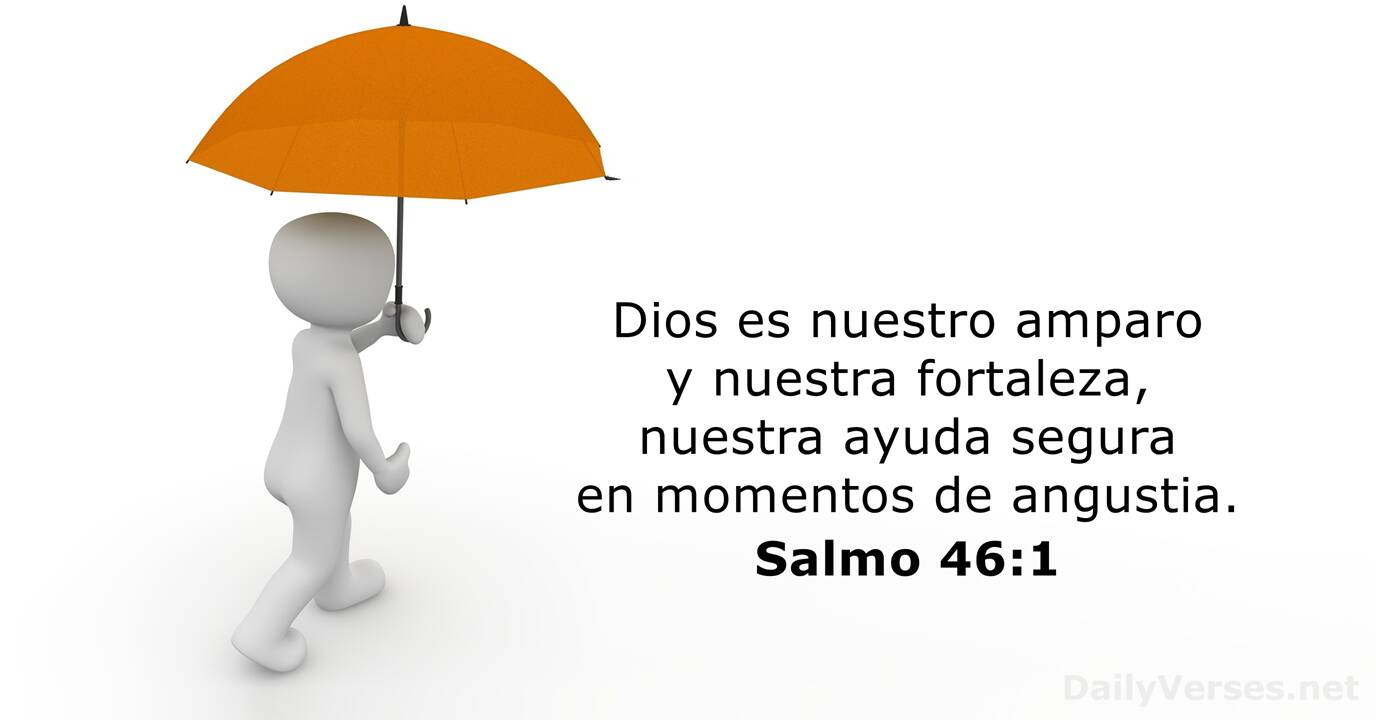 Dios es nuestro amparo
y nuestra fortaleza,
nuestra ayuda segura
en momentos de angustia.
Salmo 46:1
DailyVerses.net